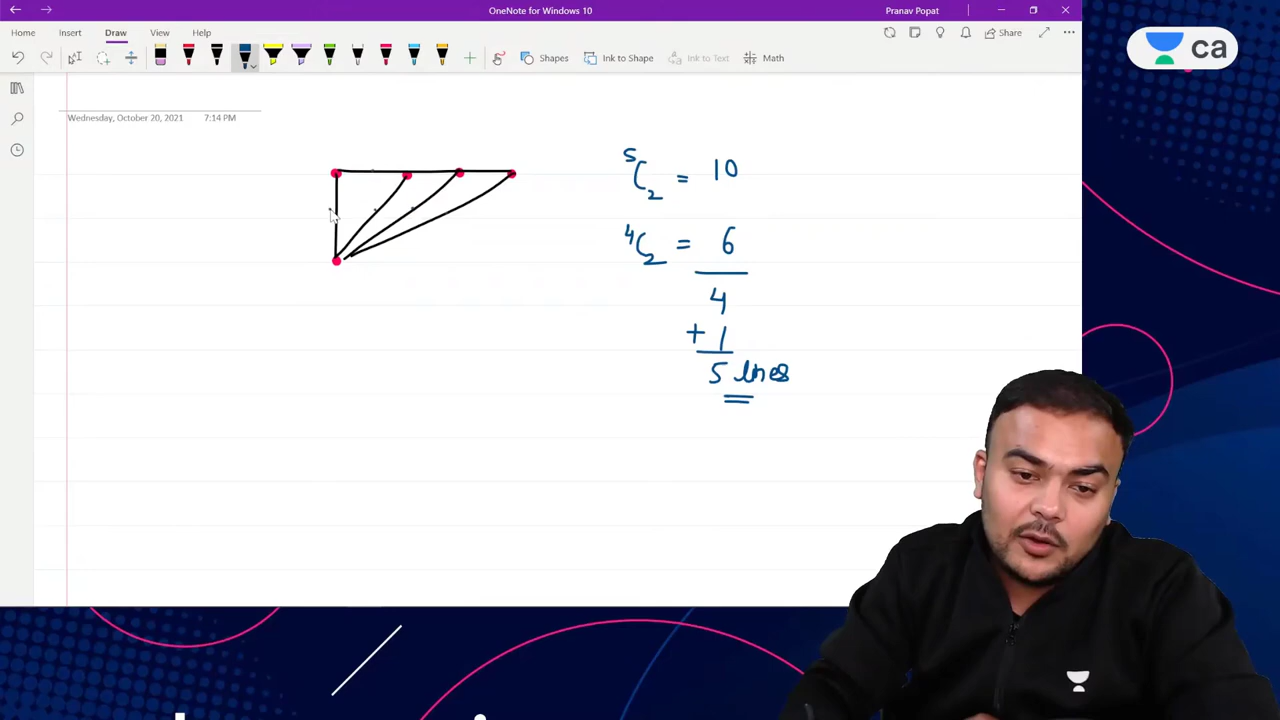 OneNote for Windows 10
Pranav Popat
Home Insert Draw View Help
Share
Shapes
Ink to Shape
Ink to Text
Math
ca
Wednesday, October 20, 2021 7:14 PM
⁵C₂ = 10
⁴C₂ = 6
4
+ 1
5 lines